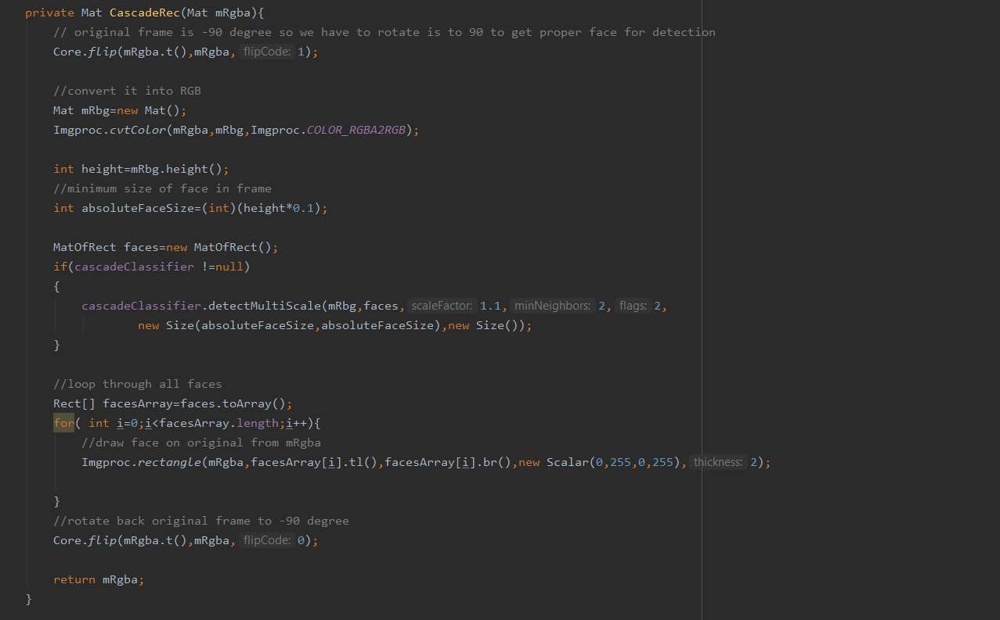 private Mat CascadeRec(Mat mRgba){
// original frame is -90 degree so we have to rotate is to 90 to get proper face for detection
Core.flip(mRgba.t(),mRgba, flipCode: 1);
//convert it into RGB
Mat mRbg=new Mat();
Imgproc.cvtColor(mRgba,mRbg,Imgproc.COLOR_RGBA2RGB);
int height=mRbg.height();
//minimum size of face in frame
int absoluteFaceSize=(int)(height*0.1);
MatOfRect faces=new MatOfRect();
if(cascadeClassifier !=null)
{
cascadeClassifier.detectMultiScale(mRbg,faces, scaleFactor: 1.1, minNeighbors: 2, flags: 2,
new Size(absoluteFaceSize,absoluteFaceSize),new Size());
}
//loop through all faces
Rect[] facesArray=faces.toArray();
for( int i=0;i<facesArray.length;i++){
//draw face on original from mRgba
Imgproc.rectangle(mRgba,facesArray[i].tl(),facesArray[i].br(),new Scalar(0,255,0,255), thickness: 2);
}
//rotate back original frame to -90 degree
Core.flip(mRgba.t(),mRgba, flipCode: 0);
return mRgba;
}